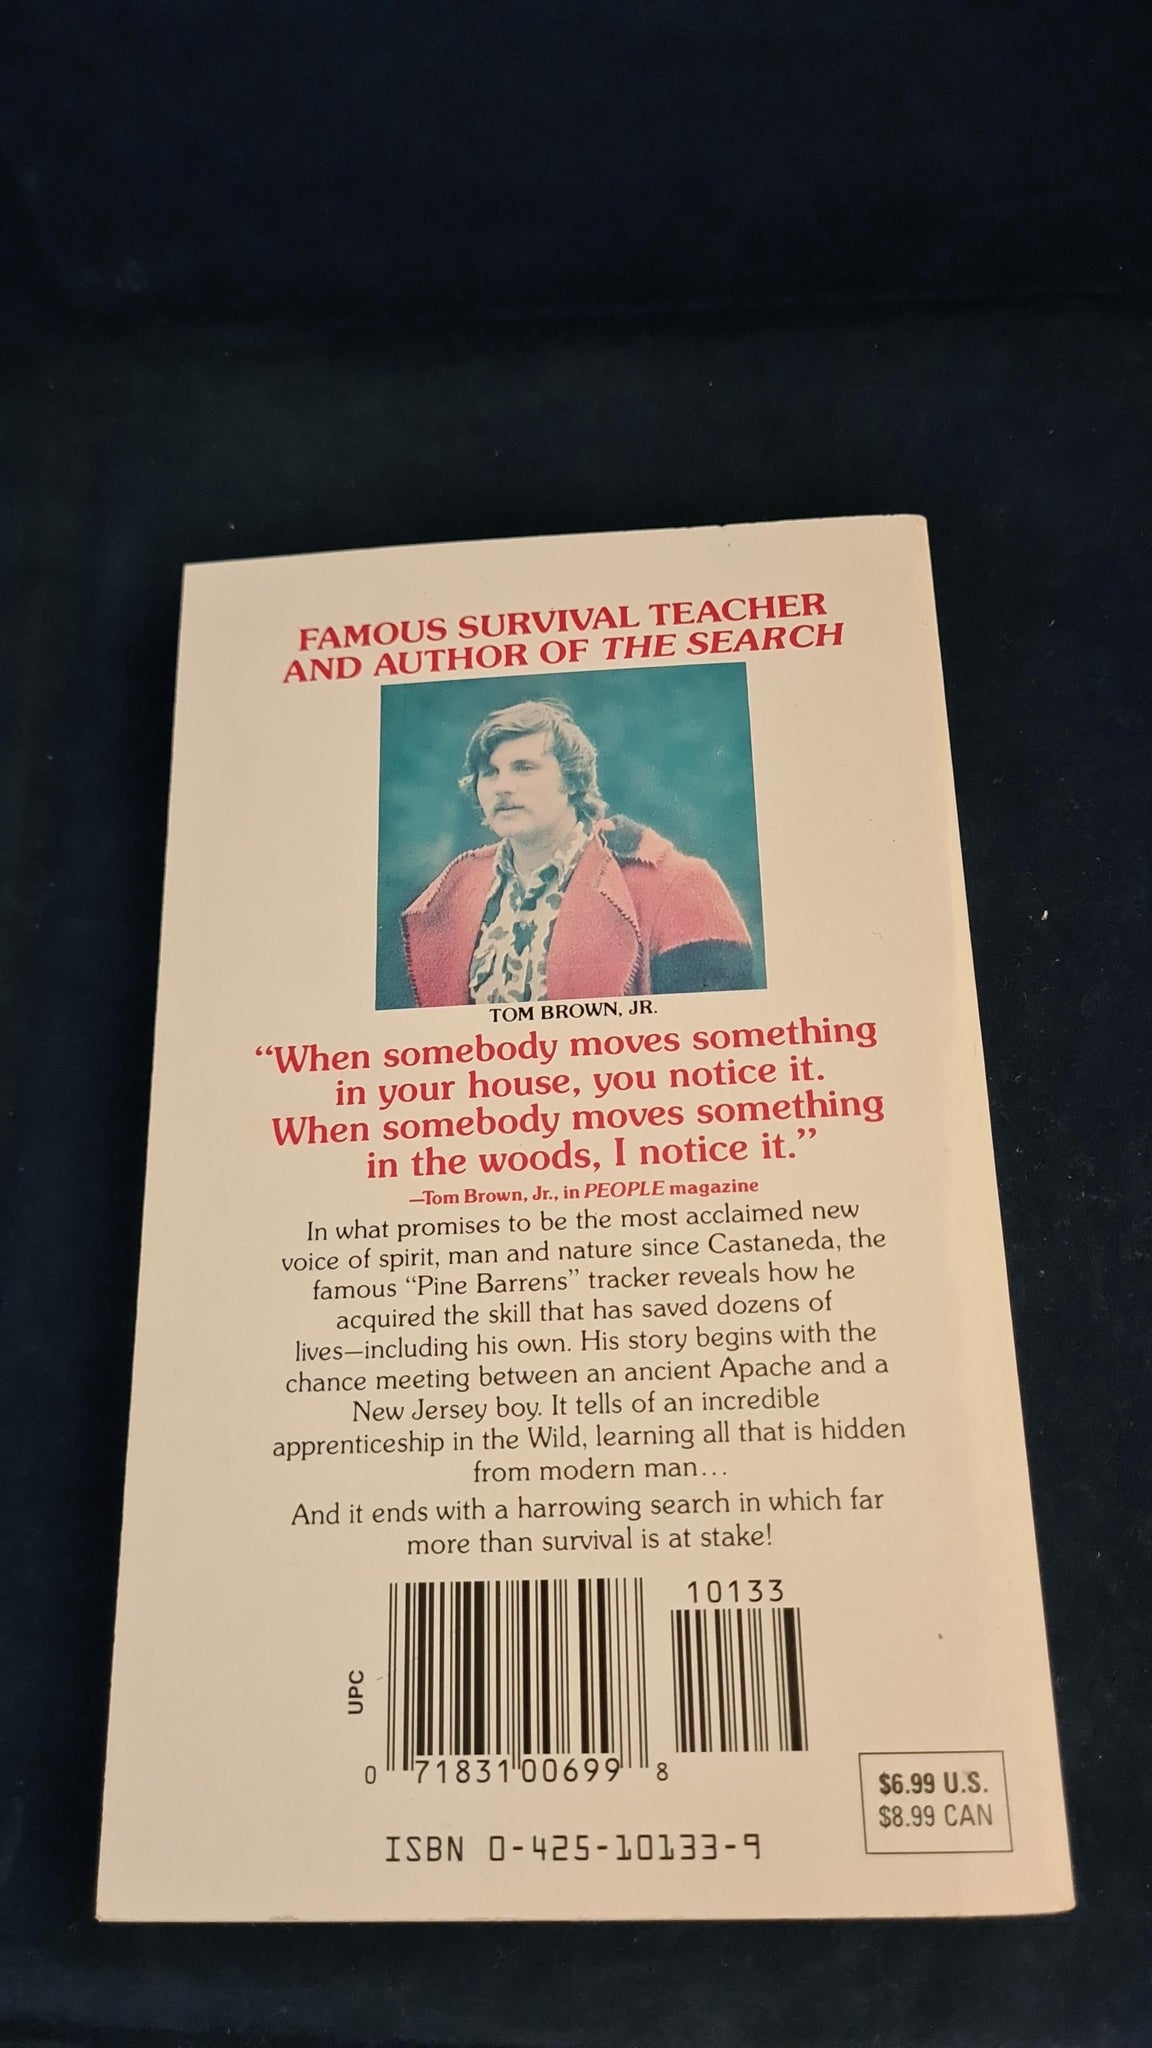 FAMOUS SURVIVAL TEACHER
AND AUTHOR OF THE SEARCH
TOM BROWN, JR.
“When somebody moves something
in your house, you notice it.
When somebody moves something
in the woods, I notice it.”
—Tom Brown, Jr., in PEOPLE magazine
In what promises to be the most acclaimed new
voice of spirit, man and nature since Castaneda, the
famous “Pine Barrens” tracker reveals how he
acquired the skill that has saved dozens of
lives—including his own. His story begins with the
chance meeting between an ancient Apache and a
New Jersey boy. It tells of an incredible
apprenticeship in the Wild, learning all that is hidden
from modern man...
And it ends with a harrowing search in which far
more than survival is at stake!
10133
UPC
0 71831 00699 8
$6.99 U.S.
$8.99 CAN
ISBN 0-425-10133-9